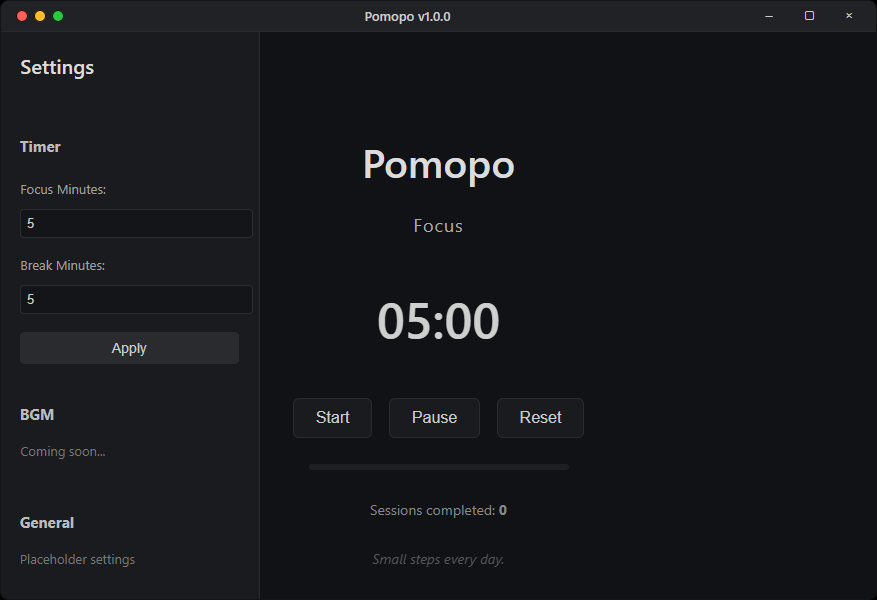 Pomopo v1.0.0
Settings
Timer
Focus Minutes:
5
Break Minutes:
5
Apply
BGM
Coming soon...
General
Placeholder settings
Pomopo
Focus
05:00
Start Pause Reset
Sessions completed: 0
Small steps every day.